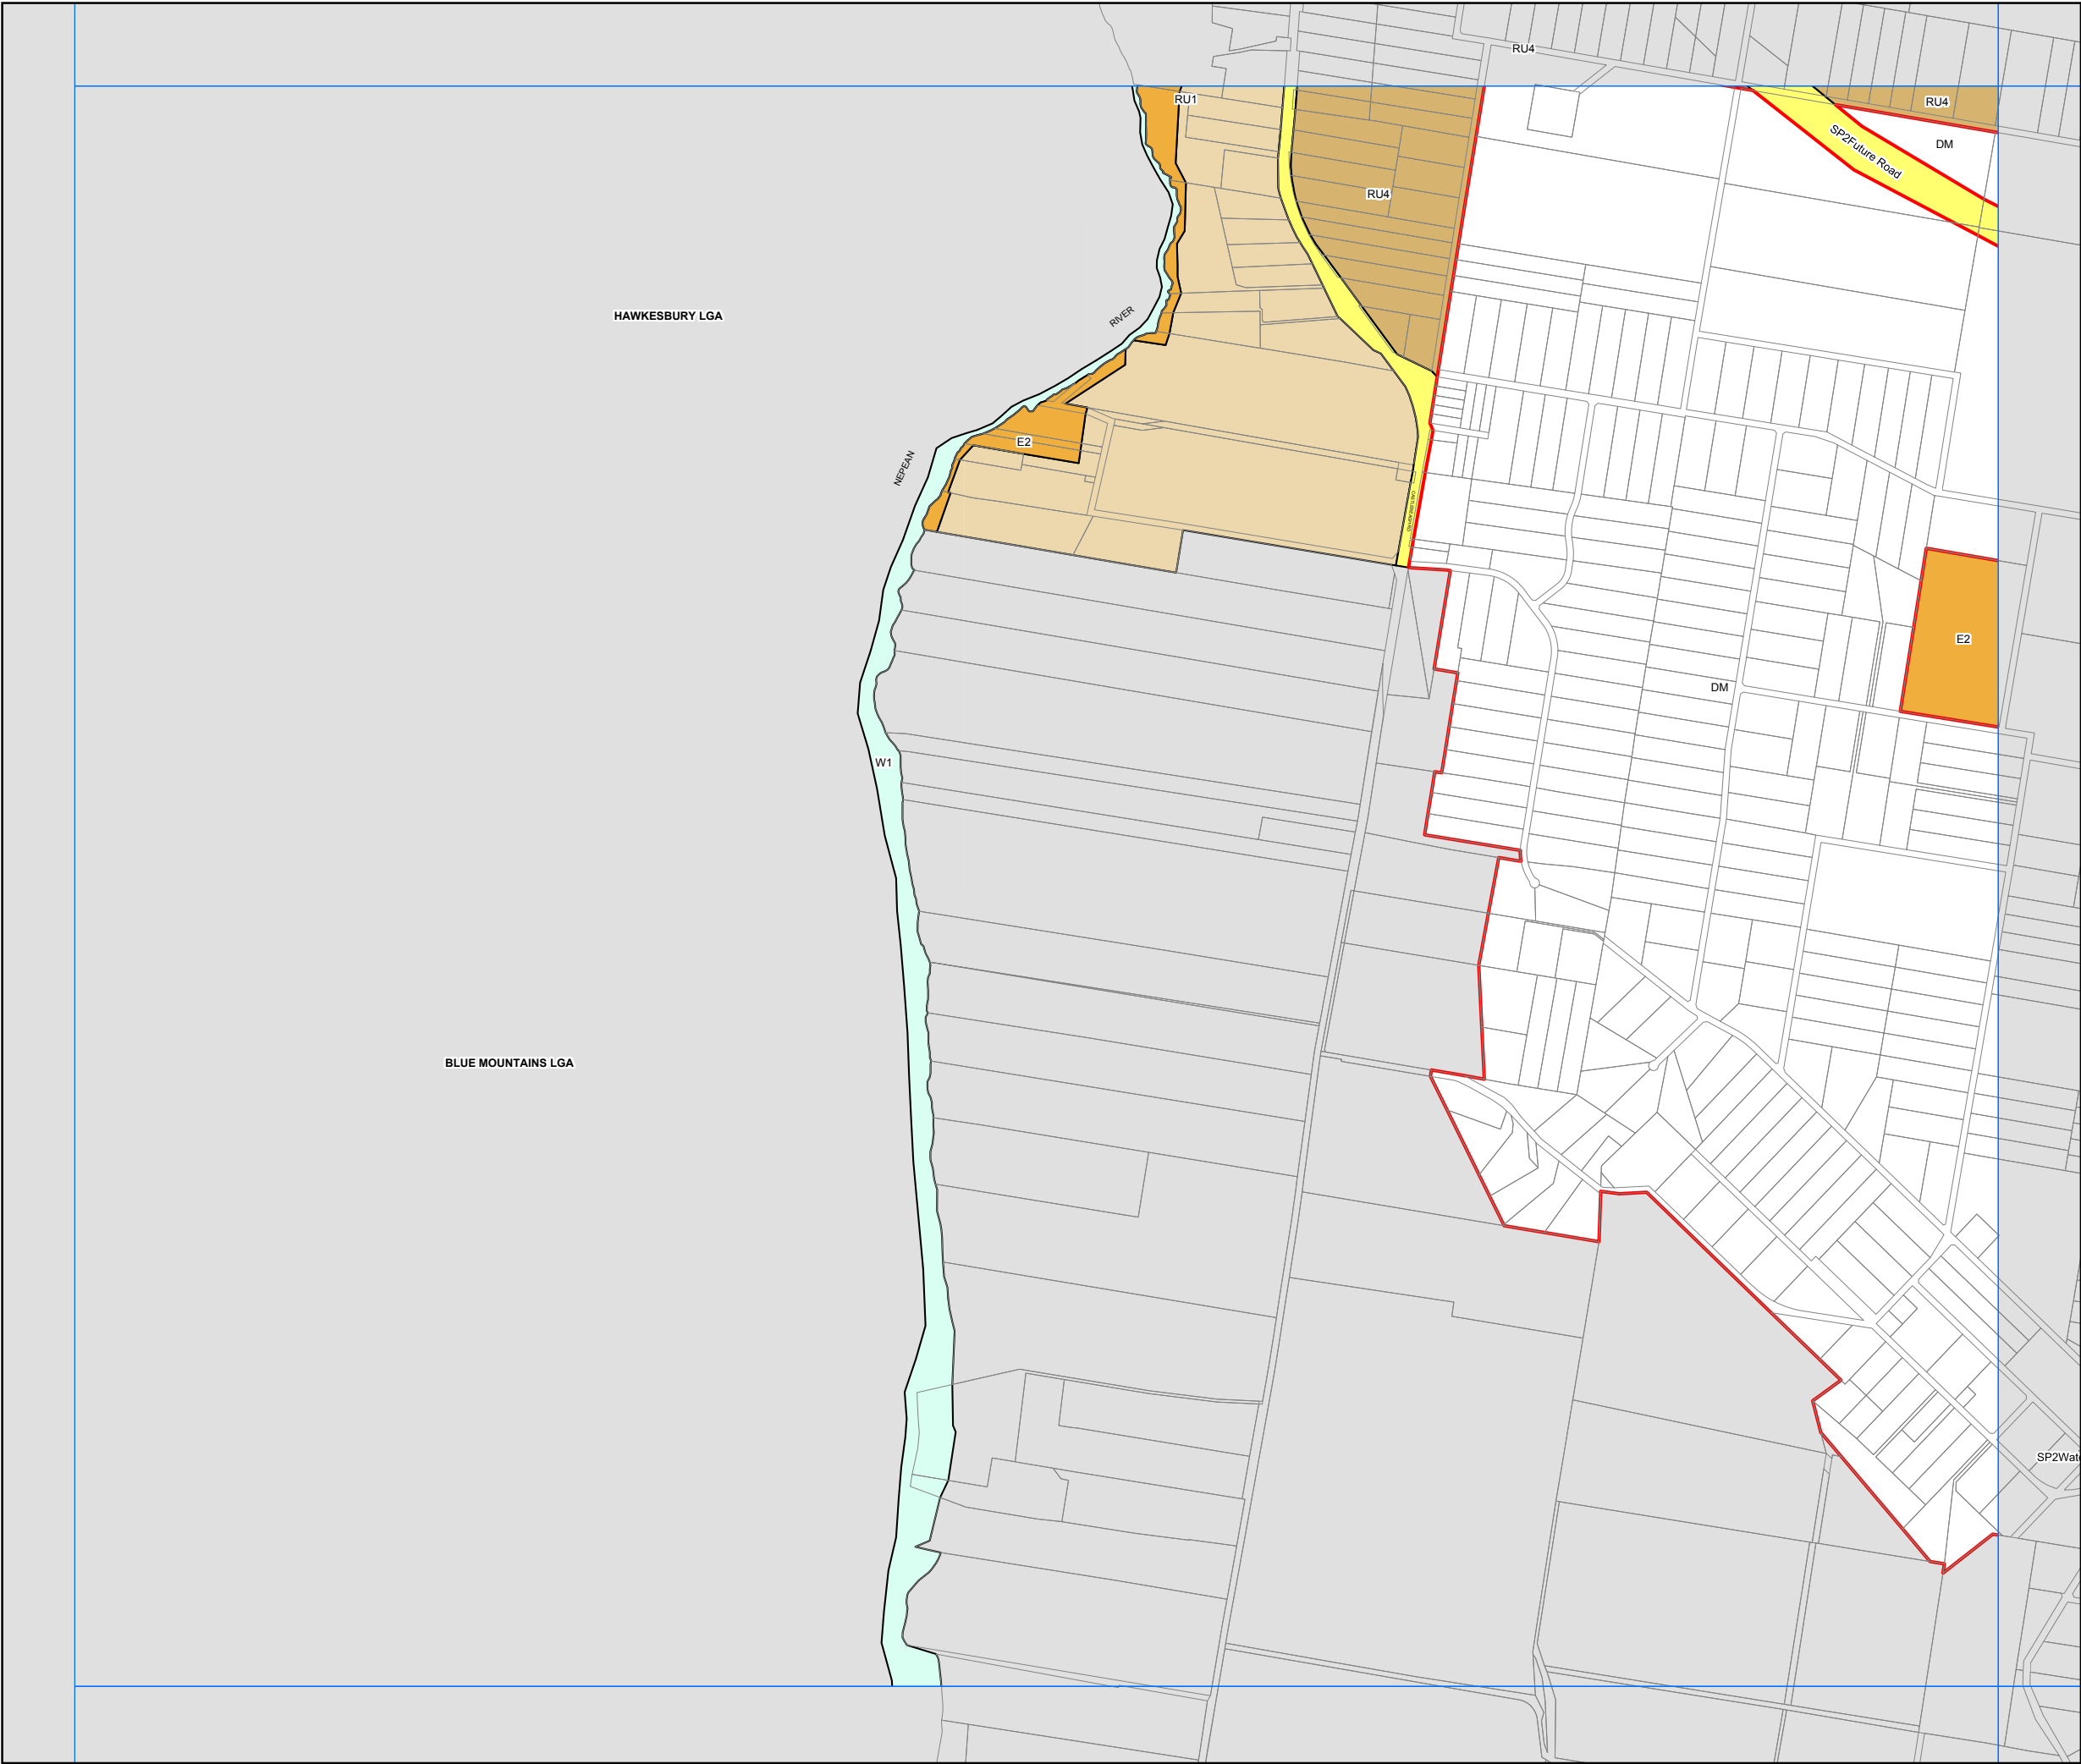 RU4
RU1
RU4
DM
SP2Future Road
RU4
HAWKESBURY LGA
RIVER
E2
NEPEAN
E2
DM
W1
BLUE MOUNTAINS LGA
SP2Wat